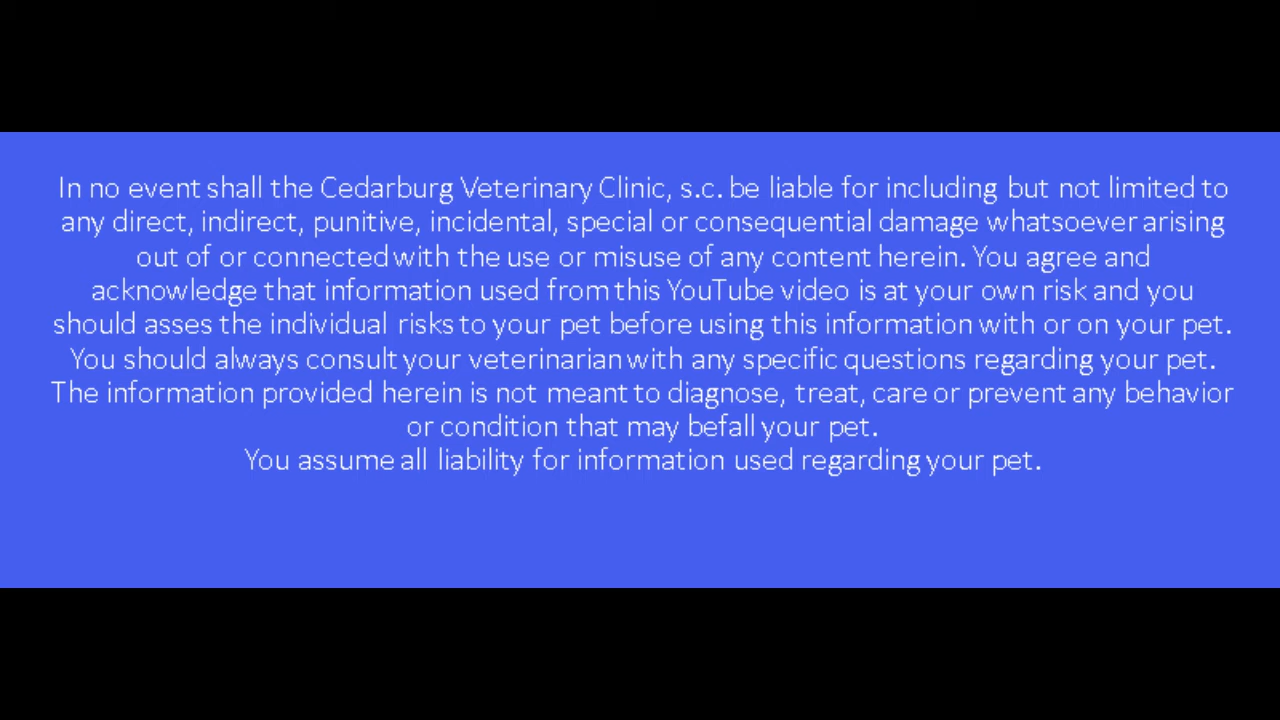 In no event shall the Cedarburg Veterinary Clinic, s.c. be liable for including but not limited to
any direct, indirect, punitive, incidental, special or consequential damage whatsoever arising
out of or connected with the use or misuse of any content herein. You agree and
acknowledge that information used from this YouTube video is at your own risk and you
should asses the individual risks to your pet before using this information with or on your pet.
You should always consult your veterinarian with any specific questions regarding your pet.
The information provided herein is not meant to diagnose, treat, care or prevent any behavior
or condition that may befall your pet.
You assume all liability for information used regarding your pet.